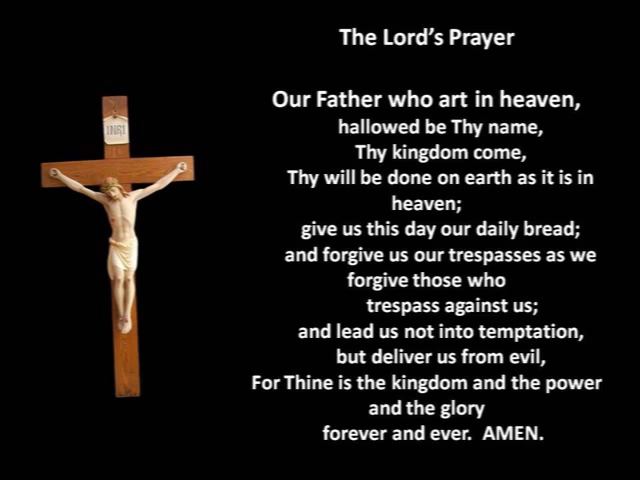 The Lord's Prayer
INRI
Our Father who art in heaven,
hallowed be Thy name,
Thy kingdom come,
Thy will be done on earth as it is in
heaven;
give us this day our daily bread;
and forgive us our trespasses as we
forgive those who
trespass against us;
and lead us not into temptation,
but deliver us from evil,
For Thine is the kingdom and the power
and the glory
forever and ever.  AMEN.